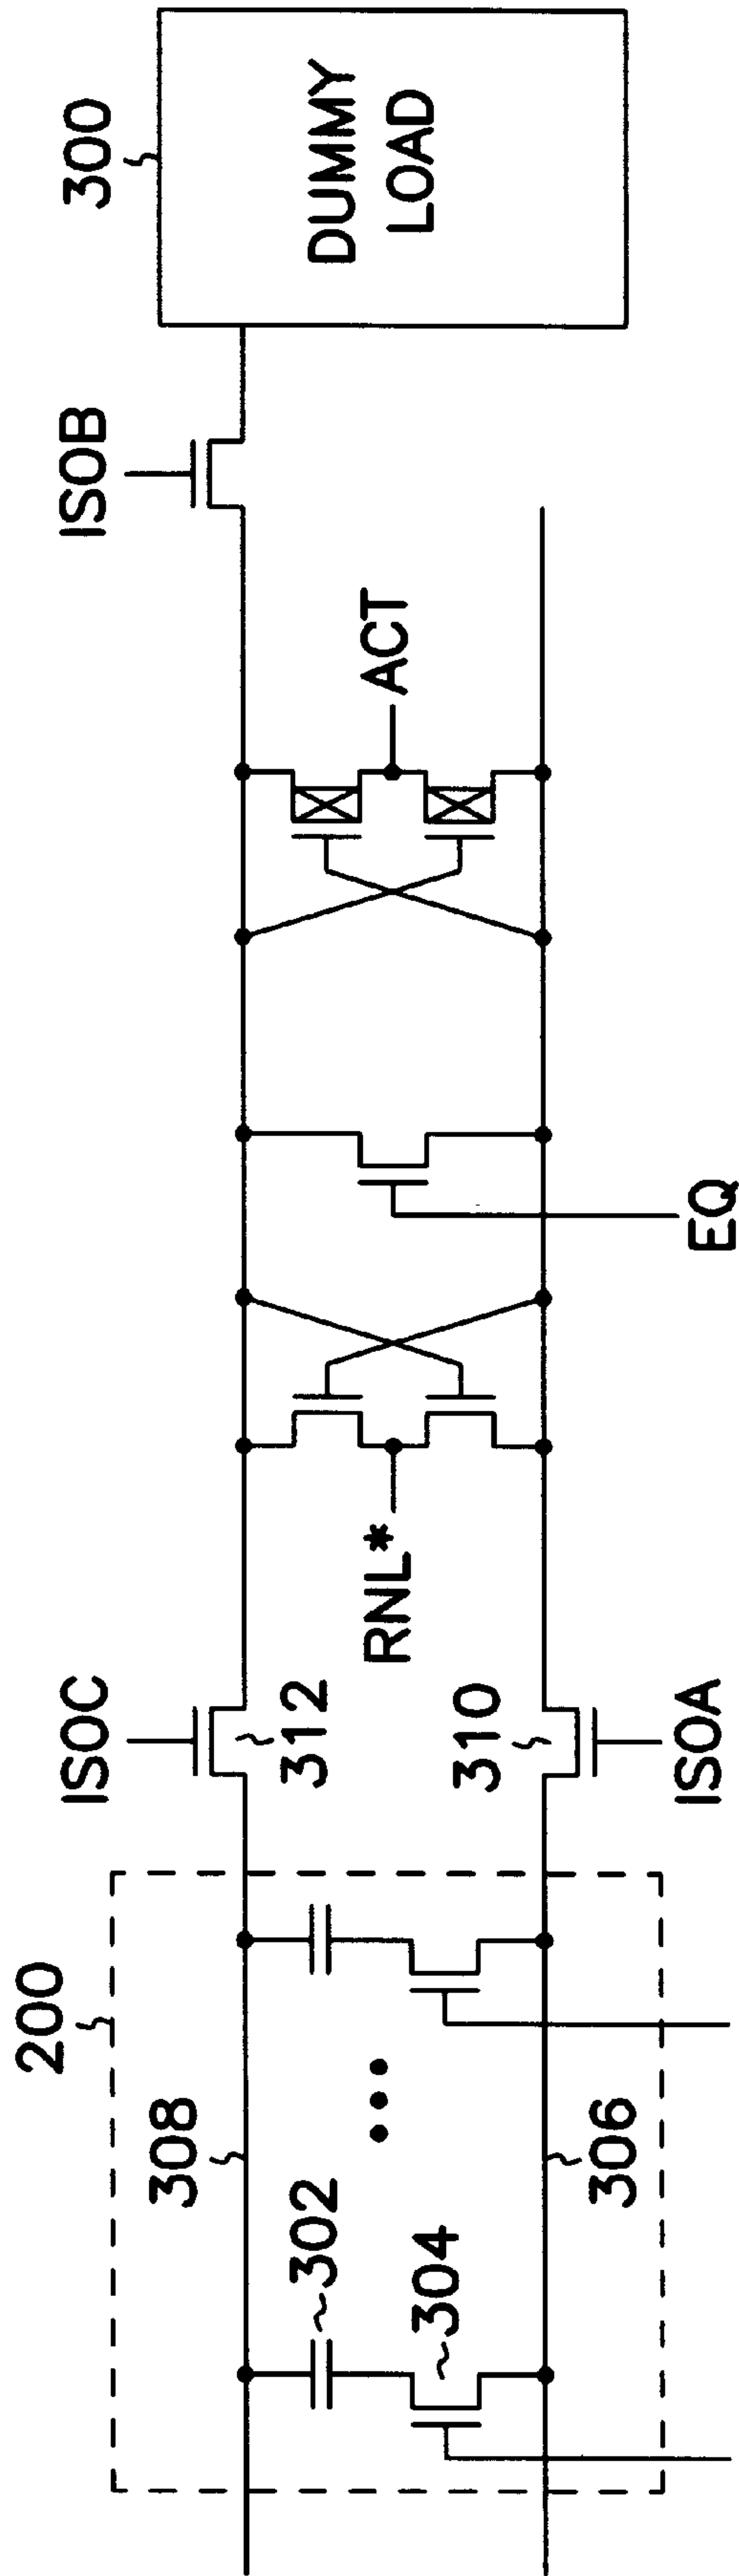 200
308
302
304
306
ISOC
312
310
ISOA
RNL*
EQ
ACT
ISOB
300
DUMMY
LOAD